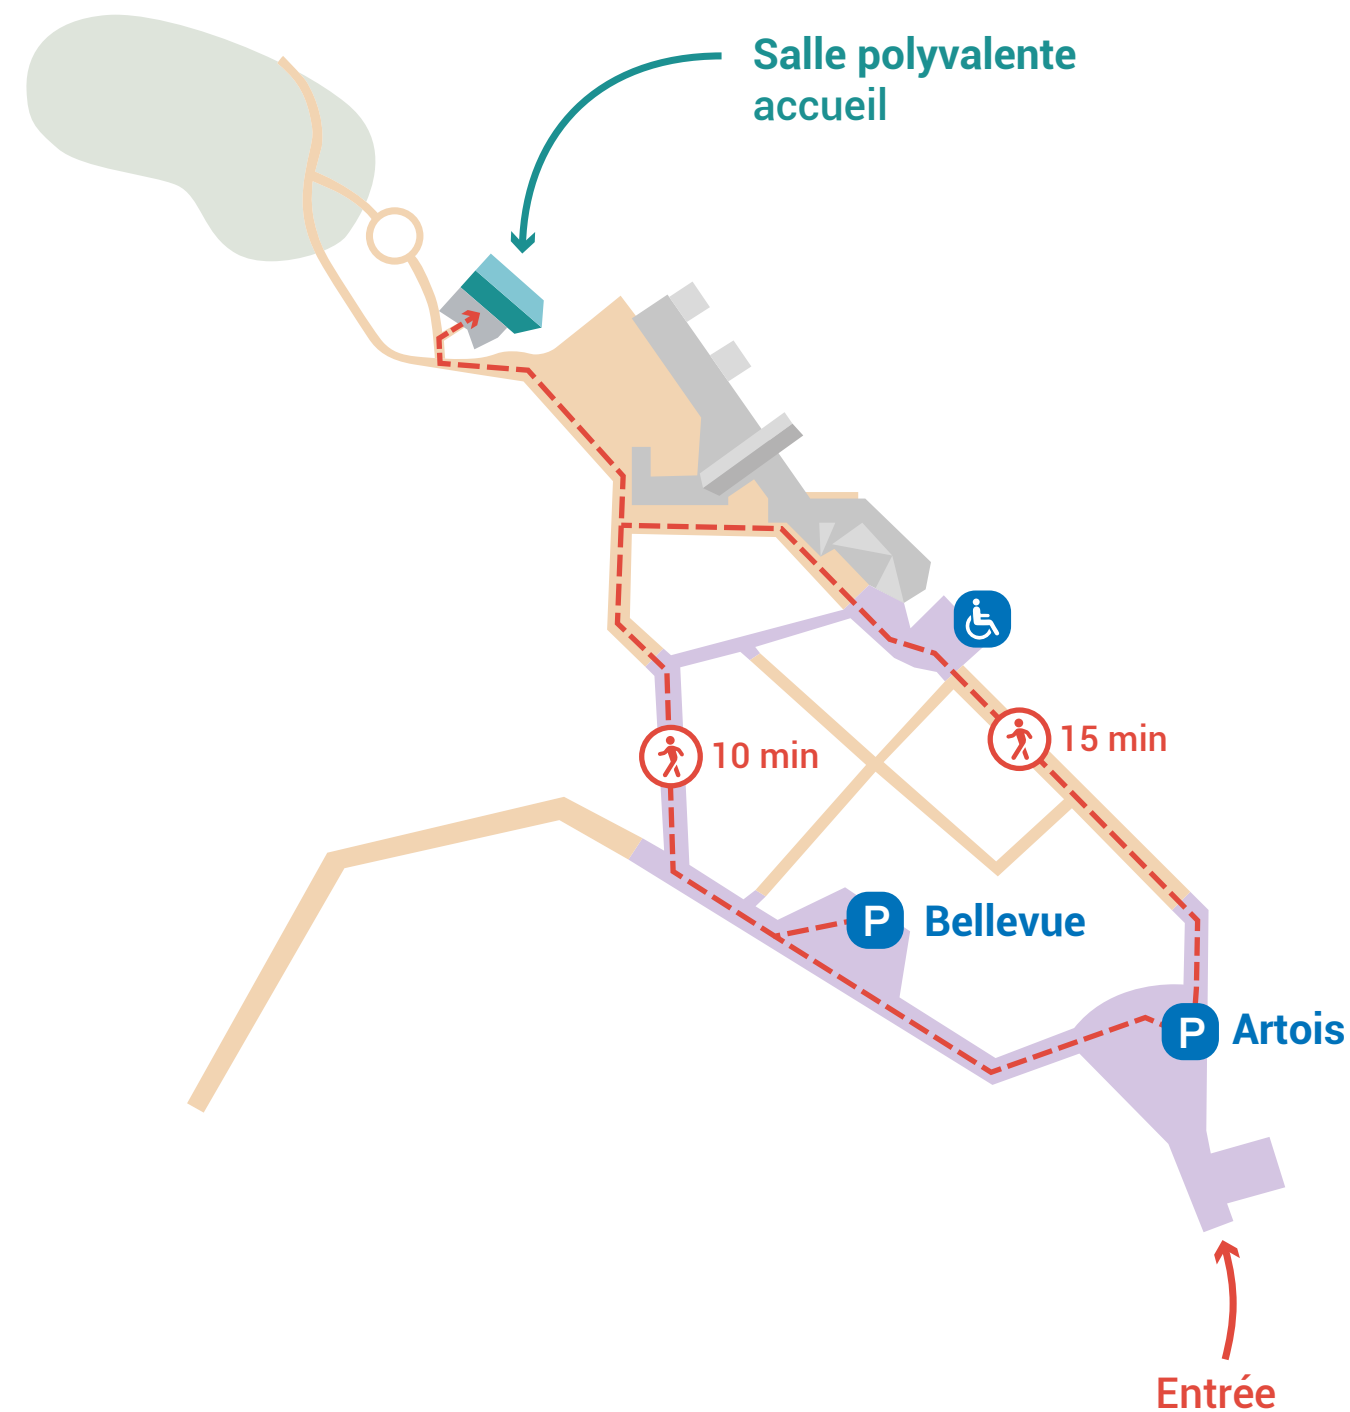 Salle polyvalente
accueil
10 min
15 min
P Bellevue
P Artois
Entrée